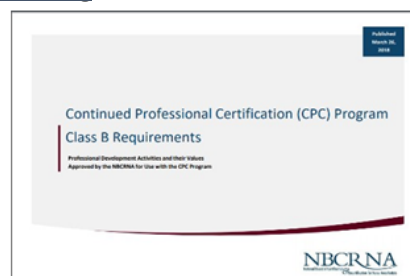 Published
March 20,
2018
Continued Professional Certification (CPC) Program
Class B Requirements
Professional Development Activities and their Values
Approved by the NBCRNA for Use with the CPC Program
NBCRNA